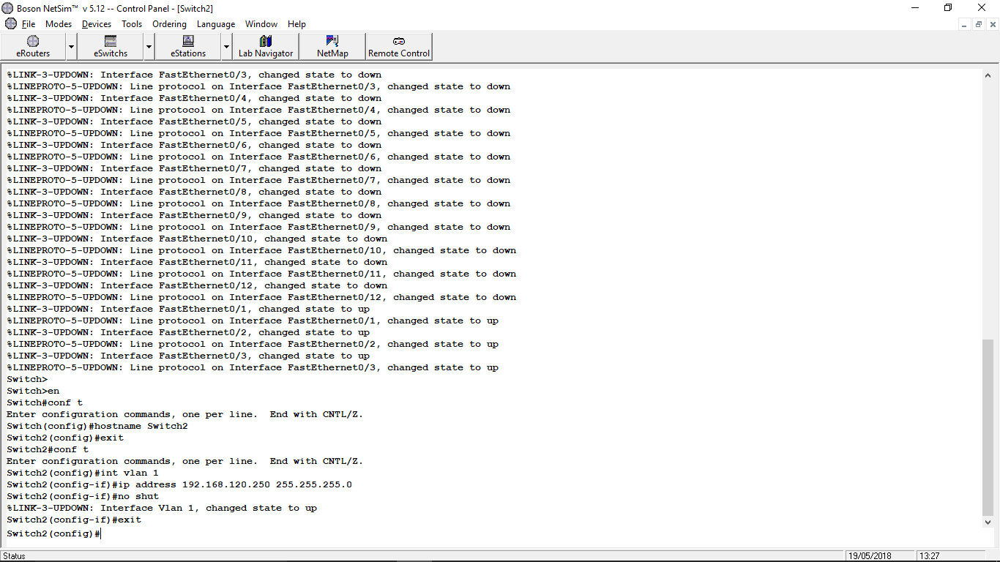 Boson NetSim™ v 5.12 -- Control Panel - [Switch2]
File Modes Devices Tools Ordering Language Window Help
eRouters eSwitchs eStations Lab Navigator NetMap Remote Control
%LINK-3-UPDOWN: Interface FastEthernet0/3, changed state to down
%LINEPROTO-5-UPDOWN: Line protocol on Interface FastEthernet0/3, changed state to down
%LINK-3-UPDOWN: Interface FastEthernet0/4, changed state to down
%LINEPROTO-5-UPDOWN: Line protocol on Interface FastEthernet0/4, changed state to down
%LINK-3-UPDOWN: Interface FastEthernet0/5, changed state to down
%LINEPROTO-5-UPDOWN: Line protocol on Interface FastEthernet0/5, changed state to down
%LINK-3-UPDOWN: Interface FastEthernet0/6, changed state to down
%LINEPROTO-5-UPDOWN: Line protocol on Interface FastEthernet0/6, changed state to down
%LINK-3-UPDOWN: Interface FastEthernet0/7, changed state to down
%LINEPROTO-5-UPDOWN: Line protocol on Interface FastEthernet0/7, changed state to down
%LINK-3-UPDOWN: Interface FastEthernet0/8, changed state to down
%LINEPROTO-5-UPDOWN: Line protocol on Interface FastEthernet0/8, changed state to down
%LINK-3-UPDOWN: Interface FastEthernet0/9, changed state to down
%LINEPROTO-5-UPDOWN: Line protocol on Interface FastEthernet0/9, changed state to down
%LINK-3-UPDOWN: Interface FastEthernet0/10, changed state to down
%LINEPROTO-5-UPDOWN: Line protocol on Interface FastEthernet0/10, changed state to down
%LINK-3-UPDOWN: Interface FastEthernet0/11, changed state to down
%LINEPROTO-5-UPDOWN: Line protocol on Interface FastEthernet0/11, changed state to down
%LINK-3-UPDOWN: Interface FastEthernet0/12, changed state to down
%LINEPROTO-5-UPDOWN: Line protocol on Interface FastEthernet0/12, changed state to down
%LINK-3-UPDOWN: Interface FastEthernet0/1, changed state to up
%LINEPROTO-5-UPDOWN: Line protocol on Interface FastEthernet0/1, changed state to up
%LINK-3-UPDOWN: Interface FastEthernet0/2, changed state to up
%LINEPROTO-5-UPDOWN: Line protocol on Interface FastEthernet0/2, changed state to up
%LINK-3-UPDOWN: Interface FastEthernet0/3, changed state to up
%LINEPROTO-5-UPDOWN: Line protocol on Interface FastEthernet0/3, changed state to up
Switch>
Switch>en
Switch#conf t
Enter configuration commands, one per line.  End with CNTL/Z.
Switch(config)#hostname Switch2
Switch2(config)#exit
Switch2#conf t
Enter configuration commands, one per line.  End with CNTL/Z.
Switch2(config)#int vlan 1
Switch2(config-if)#ip address 192.168.120.250 255.255.255.0
Switch2(config-if)#no shut
%LINK-3-UPDOWN: Interface Vlan 1, changed state to up
Switch2(config-if)#exit
Switch2(config)#
Status 19/05/2018 13:27